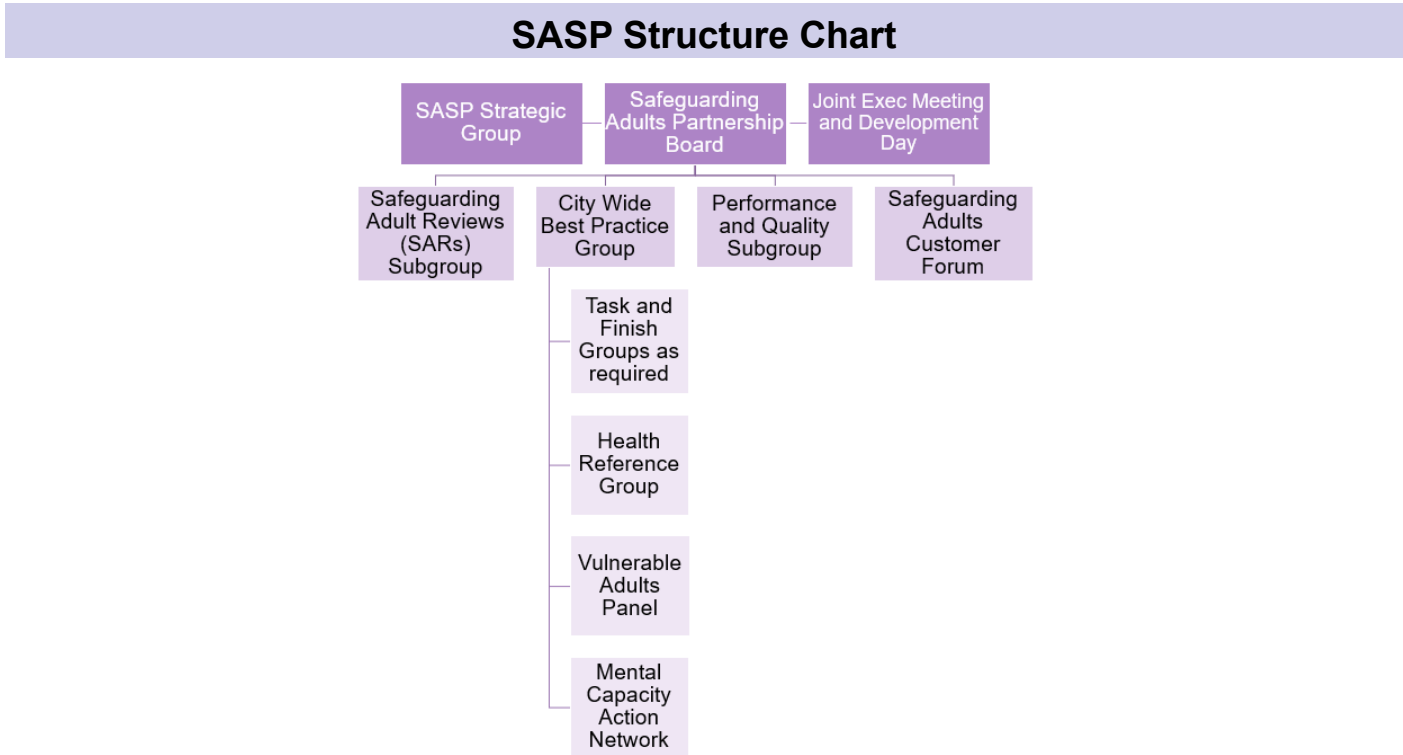 SASP Structure Chart
SASP Strategic
Group
Safeguarding
Adults Partnership
Board
Joint Exec Meeting
and Development
Day
Safeguarding
Adult Reviews
(SARs)
Subgroup
City Wide
Best Practice
Group
Performance
and Quality
Subgroup
Safeguarding
Adults
Customer
Forum
Task and
Finish
Groups as
required
Health
Reference
Group
Vulnerable
Adults
Panel
Mental
Capacity
Action
Network